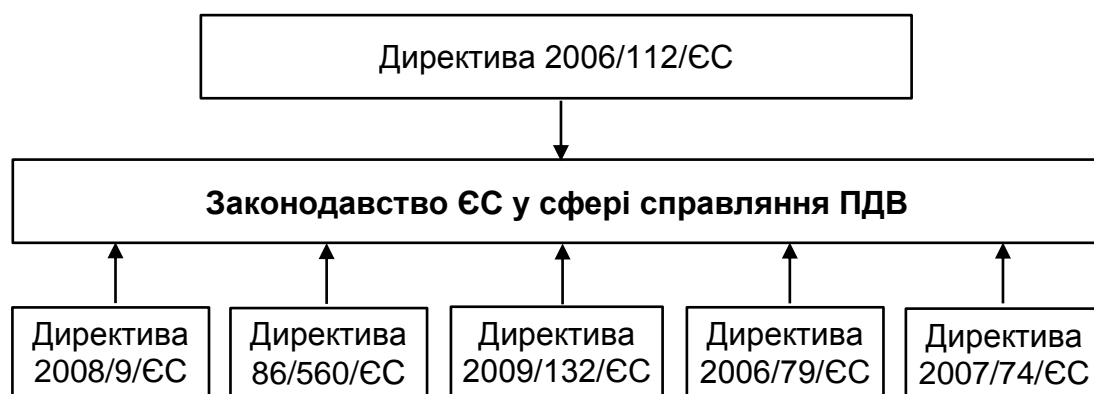 Директива 2006/112/ЄС
Законодавство ЄС у сфері справляння ПДВ
Директива
2008/9/ЄС
Директива
86/560/ЄС
Директива
2009/132/ЄС
Директива
2006/79/ЄС
Директива
2007/74/ЄС